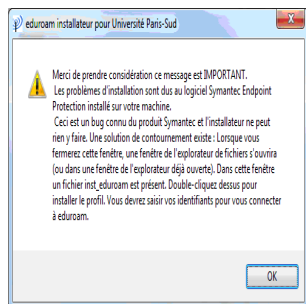 eduroam installateur pour Université Paris-Sud
X
Merci de prendre considération ce message est IMPORTANT.
Les problèmes d'installation sont dus au logiciel Symantec Endpoint
Protection installé sur votre machine.
Ceci est un bug connu du produit Symantec et l'installateur ne peut
rien y faire. Une solution de contournement existe : Lorsque vous
fermerez cette fenêtre, une fenêtre de l'explorateur de fichiers s'ouvrira
(ou dans une fenêtre de l'explorateur déjà ouverte). Dans cette fenêtre
un fichier inst_eduroam est présent. Double-cliquez dessus pour
installer le profil. Vous devrez saisir vos identifiants pour vous connecter
à eduroam.
OK